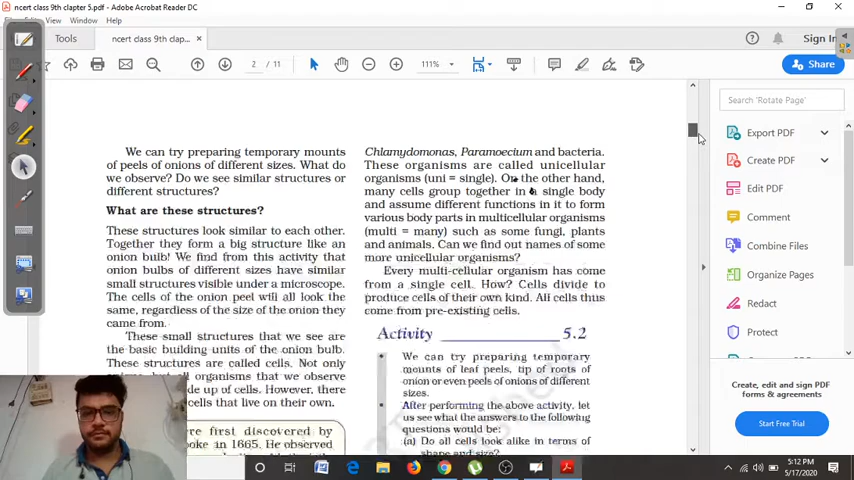 ncert class 9th chapter 5.pdf - Adobe Acrobat Reader DC
View Window Help
Tools
ncert class 9th chap...
Sign In
2 / 11
111%
Share
We can try preparing temporary mounts
of peels of onions of different sizes. What do
we observe? Do we see similar structures or
different structures?
What are these structures?
These structures look similar to each other.
Together they form a big structure like an
onion bulb! We find from this activity that
onion bulbs of different sizes have similar
small structures visible under a microscope.
The cells of the onion peel will all look the
same, regardless of the size of the onion they
came from.
These small structures that we see are
the basic building units of the onion bulb.
These structures are called cells. Not only
all organisms that we observe
de up of cells. However, there
cells that live on their own.
re first discovered by
oke in 1665. He observed
Chlamydomonas, Paramoecium and bacteria.
These organisms are called unicellular
organisms (uni = single). On the other hand,
many cells group together in a single body
and assume different functions in it to form
various body parts in multicellular organisms
(multi = many) such as some fungi, plants
and animals. Can we find out names of some
more unicellular organisms?
Every multi-cellular organism has come
from a single cell. How? Cells divide to
produce cells of their own kind. All cells thus
come from pre-existing cells.
Activity 5.2
• We can try preparing temporary
mounts of leaf peels, tip of roots of
onion or even peels of onions of different
sizes.
• After performing the above activity, let
us see what the answers to the following
questions would be:
(a) Do all cells look alike in terms of
shape and size?
Search 'Rotate Page'
Export PDF
Create PDF
Edit PDF
Comment
Combine Files
Organize Pages
Redact
Protect
Create, edit and sign PDF
forms & agreements
Start Free Trial
5:12 PM
5/17/2020